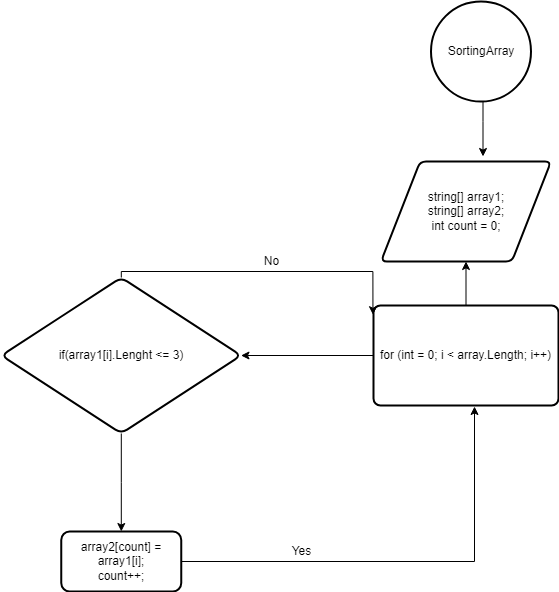 SortingArray
string[] array1;
string[] array2;
int count = 0;
No
if(array1[i].Lenght <= 3)
for (int = 0; i < array.Length; i++)
array2[count] =
array1[i];
count++;
Yes